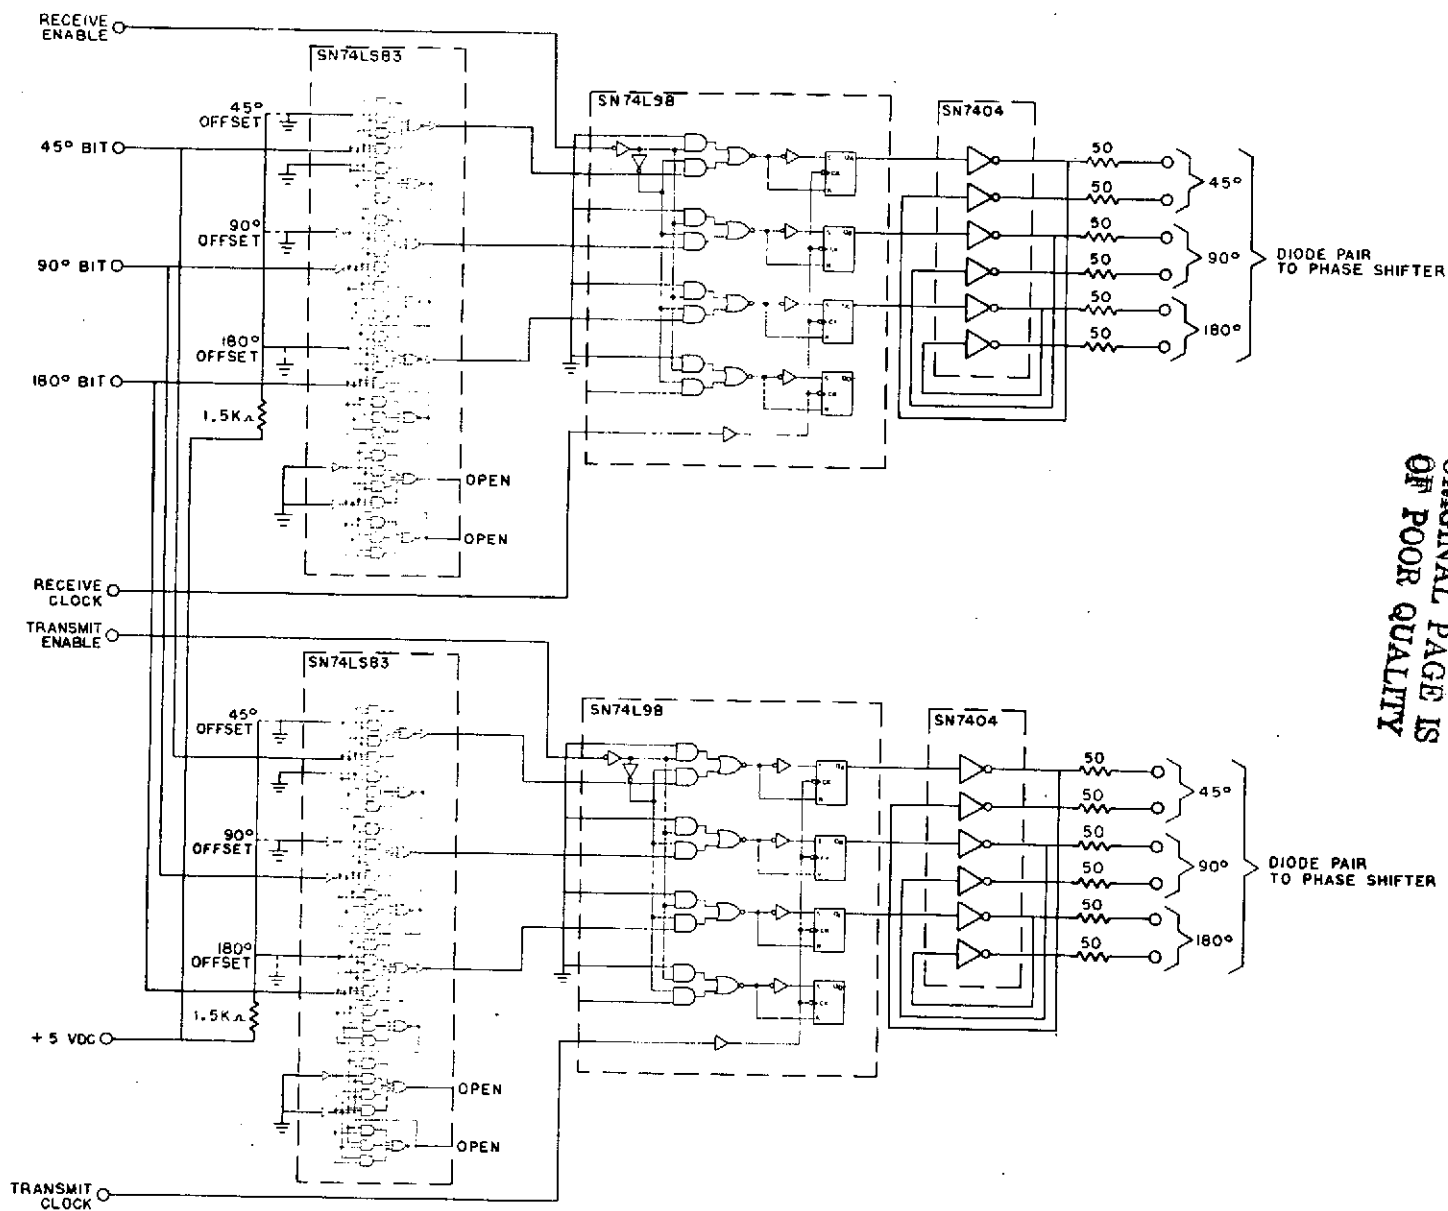 RECEIVE
ENABLE
SN74LS83
45°
OFFSET
45° BIT
90°
OFFSET
90° BIT
180°
OFFSET
180° BIT
1.5KΩ
OPEN
OPEN
SN74L98
SN7404
50
50
50
50
50
50
45°
90°
180°
DIODE PAIR
TO PHASE SHIFTER
RECEIVE
CLOCK
TRANSMIT
ENABLE
SN74LS83
45°
OFFSET
90°
OFFSET
180°
OFFSET
1.5KΩ
+5 VDC
OPEN
OPEN
SN74L98
SN7404
50
50
50
50
50
50
45°
90°
180°
DIODE PAIR
TO PHASE SHIFTER
TRANSMIT
CLOCK
ORIGINAL PAGE IS
OF POOR QUALITY